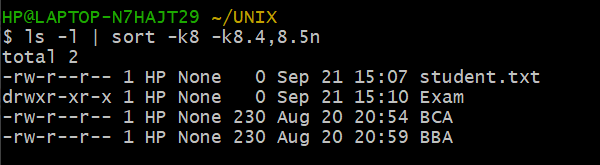 HP@LAPTOP-N7HAJT29 ~/UNIX
$ ls -l | sort -k8 -k8.4,8.5n
total 2
-rw-r--r-- 1 HP None   0 Sep 21 15:07 student.txt
drwxr-xr-x 1 HP None   0 Sep 21 15:10 Exam
-rw-r--r-- 1 HP None 230 Aug 20 20:54 BCA
-rw-r--r-- 1 HP None 230 Aug 20 20:59 BBA